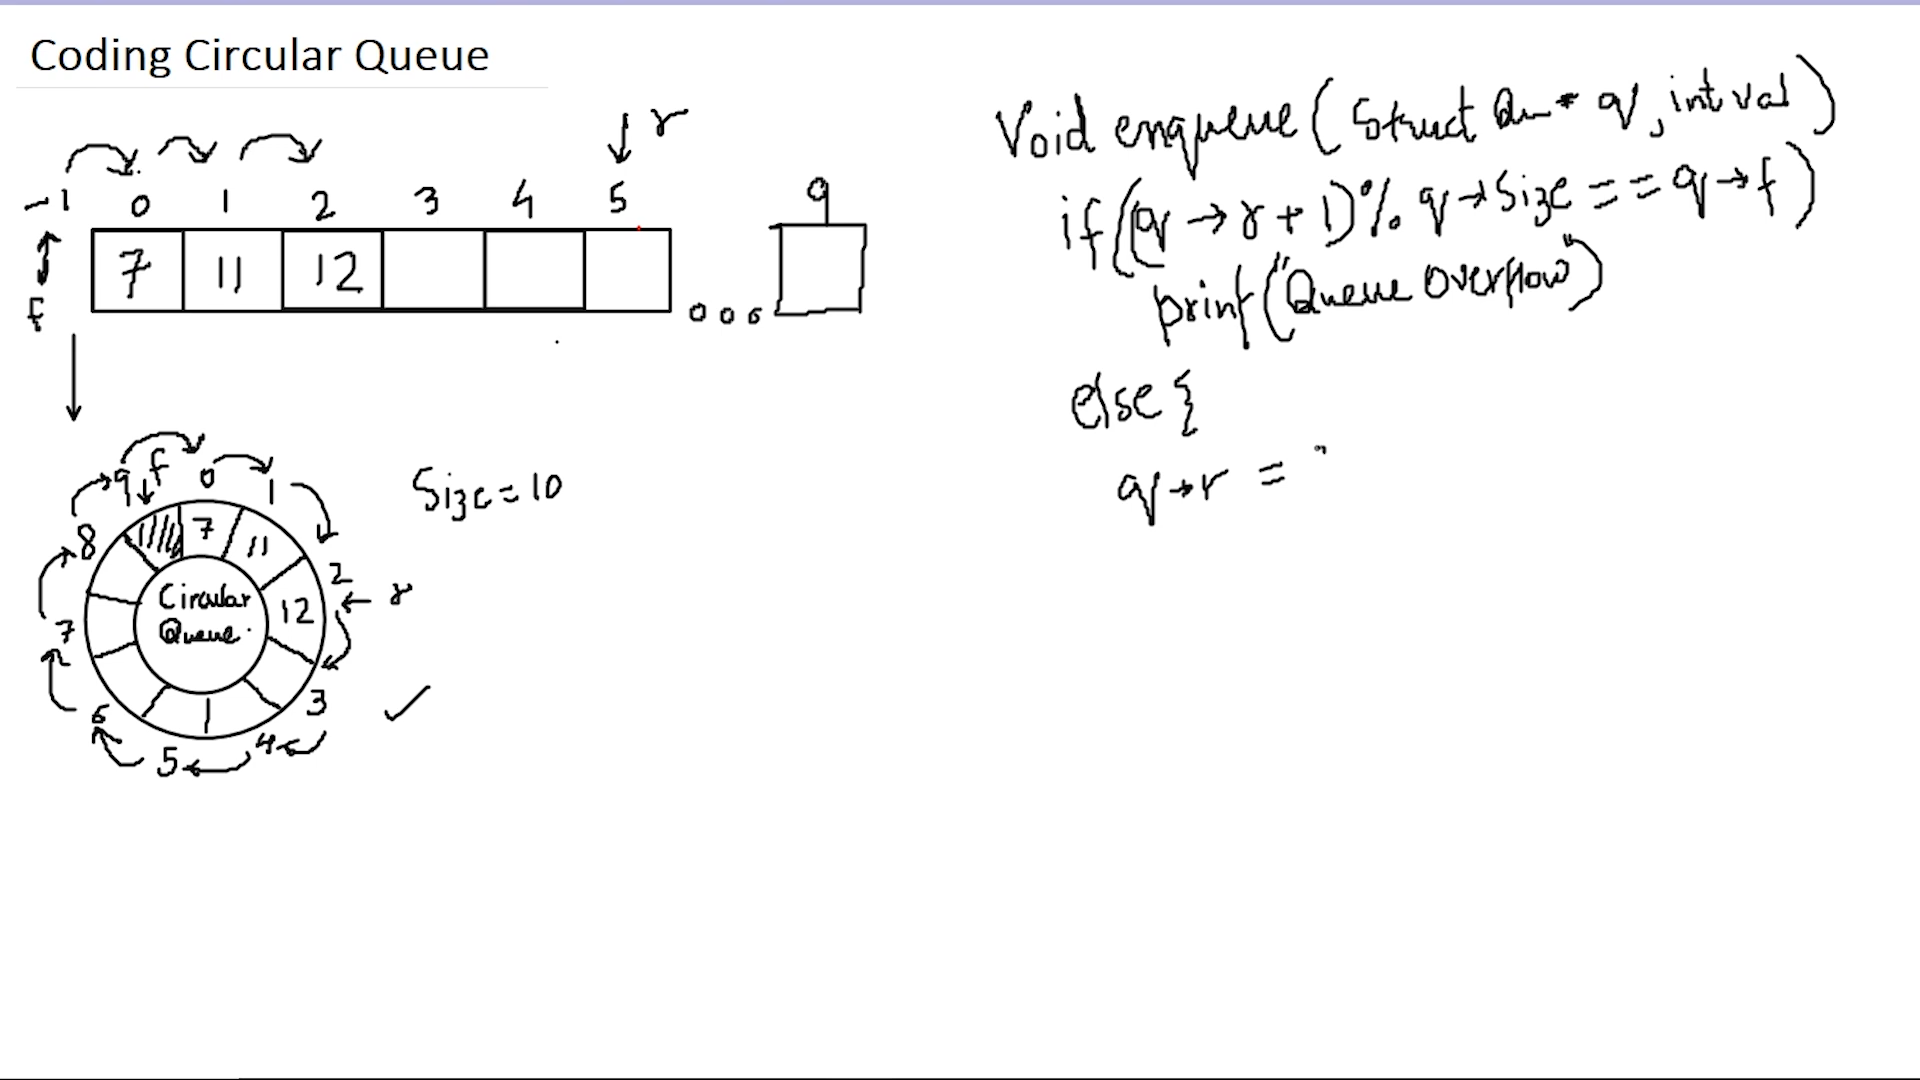 Coding Circular Queue
r
-1 0 1 2 3 4 5 9
7 11 12
f
Void enqueue (Struct Qu * q, int val)
if((q→r+1)% q→Size == q→f)
print("Queue Overflow")
else {
q→r =
Size = 10
f
9 0 1
8 7 11
2
12
r
Circular
Queue
7
6 3
5 4